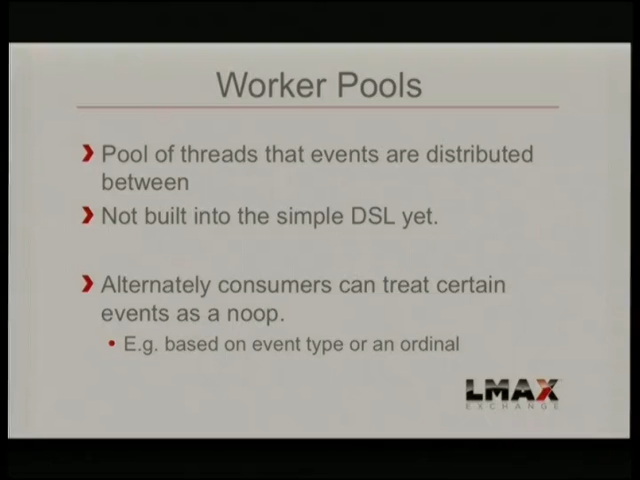 Worker Pools
Pool of threads that events are distributed
between
Not built into the simple DSL yet.
Alternately consumers can treat certain
events as a noop.
• E.g. based on event type or an ordinal
LMAX
EXCHANGE